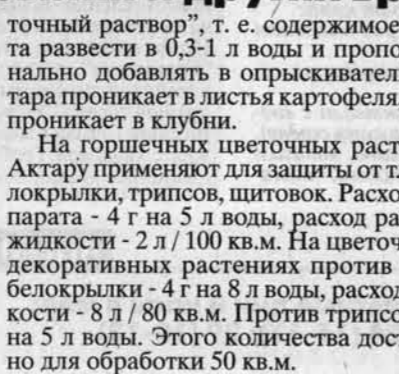 точный раствор”, т. е. содержимое
та развести в 0,3-1 л воды и пропо
нально добавлять в опрыскивател
тара проникает в листья картофеля
проникает в клубни.
На горшечных цветочных раст
Актару применяют для защиты от т
локрылки, трипсов, щитовок. Расхо
парата - 4 г на 5 л воды, расход ра
жидкости - 2 л / 100 кв.м. На цветоч
декоративных растениях против
белокрылки - 4 г на 8 л воды, расход
кости - 8 л / 80 кв.м. Против трипсо
на 5 л воды. Этого количества дост
но для обработки 50 кв.м.